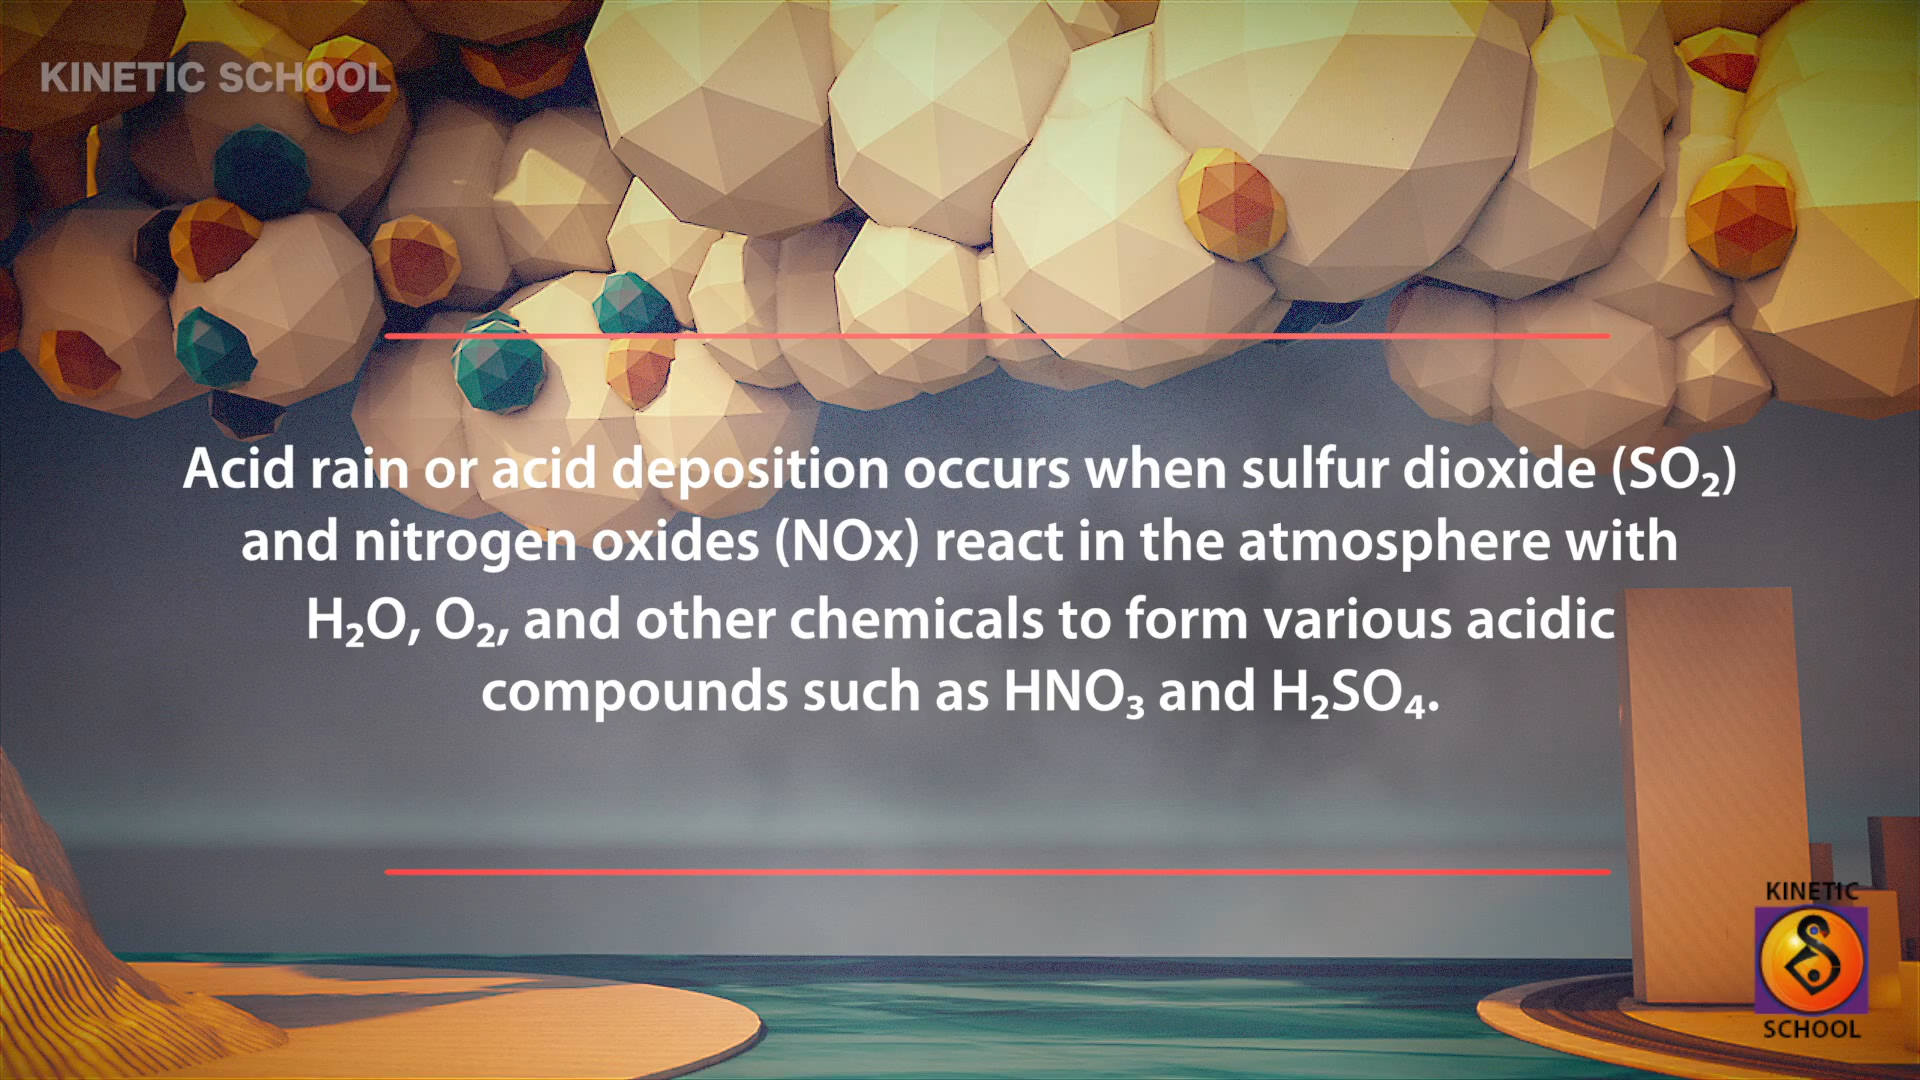 KINETIC SCHOOL
Acid rain or acid deposition occurs when sulfur dioxide (SO₂)
and nitrogen oxides (NOx) react in the atmosphere with
H₂O, O₂, and other chemicals to form various acidic
compounds such as HNO₃ and H₂SO₄.
KINETIC
SCHOOL